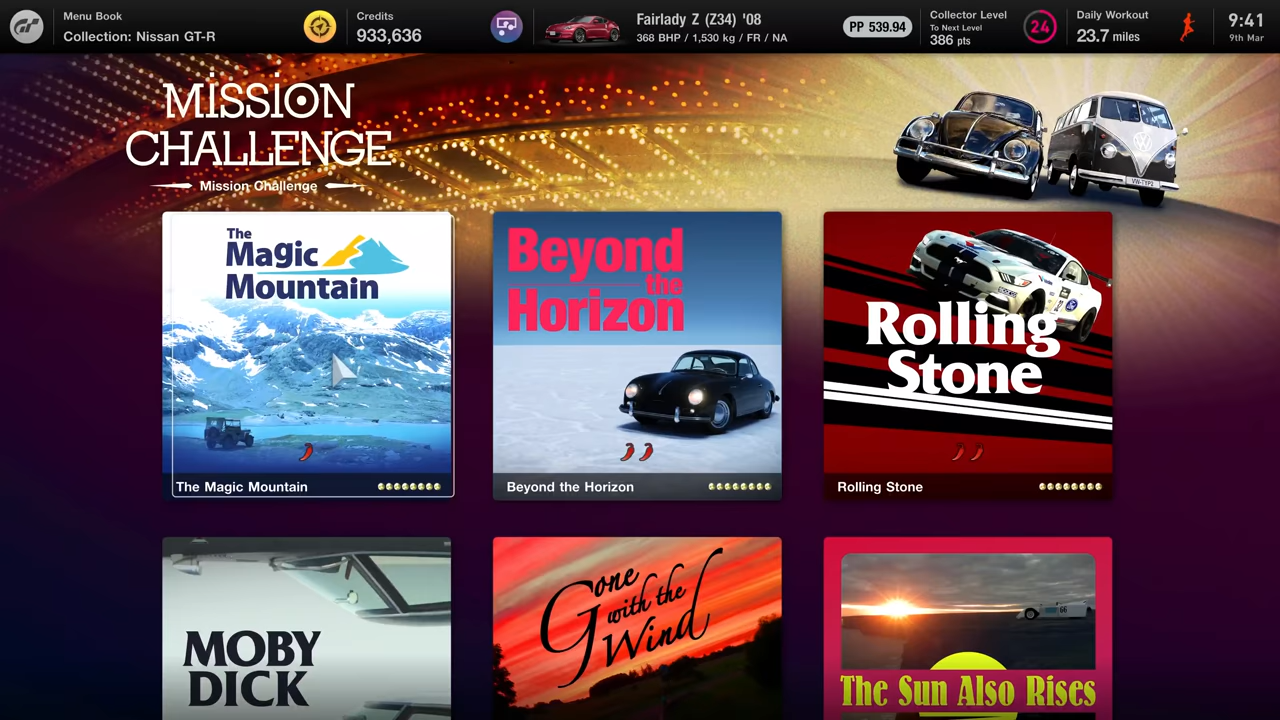 Menu Book
Collection: Nissan GT-R
Credits
933,636
Fairlady Z (Z34) '08
368 BHP / 1,530 kg / FR / NA
PP 539.94
Collector Level
To Next Level
386 pts
24
Daily Workout
23.7 miles
9:41
9th Mar
MISSION
CHALLENGE
Mission Challenge
VW-TYP2
The
Magic
Mountain
The Magic Mountain
Beyond
the
Horizon
Beyond the Horizon
Rolling
Stone
Rolling Stone
MOBY
DICK
Gone
with the
Wind
66
The Sun Also Rises